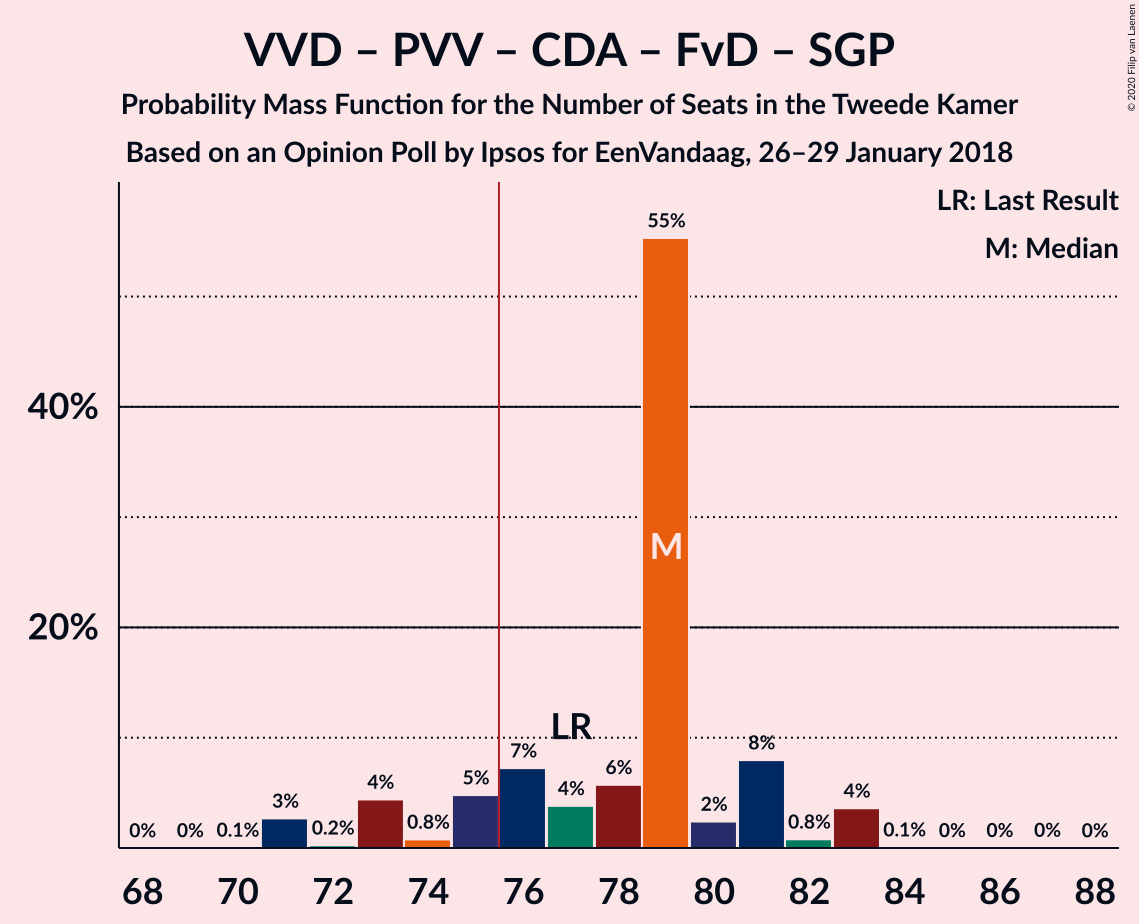 VVD – PVV – CDA – FvD – SGP
Probability Mass Function for the Number of Seats in the Tweede Kamer
Based on an Opinion Poll by Ipsos for EenVandaag, 26–29 January 2018
© 2020 Filip van Laenen
LR: Last Result
M: Median
55%
40%
M
20%
LR
0% 0% 0.1% 3% 0.2% 4% 0.8% 5% 7% 4% 6% 2% 8% 0.8% 4% 0.1% 0% 0% 0% 0%
68 70 72 74 76 78 80 82 84 86 88